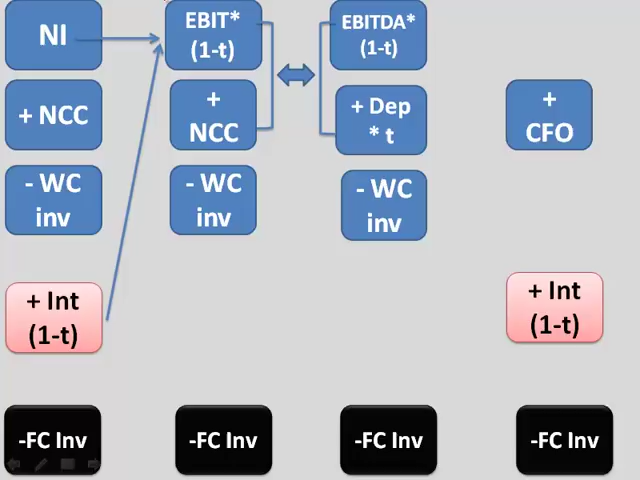 NI
+ NCC
- WC
inv
+ Int
(1-t)
-FC Inv
EBIT*
(1-t)
+
NCC
- WC
inv
-FC Inv
EBITDA*
(1-t)
+ Dep
* t
- WC
inv
-FC Inv
+
CFO
+ Int
(1-t)
-FC Inv